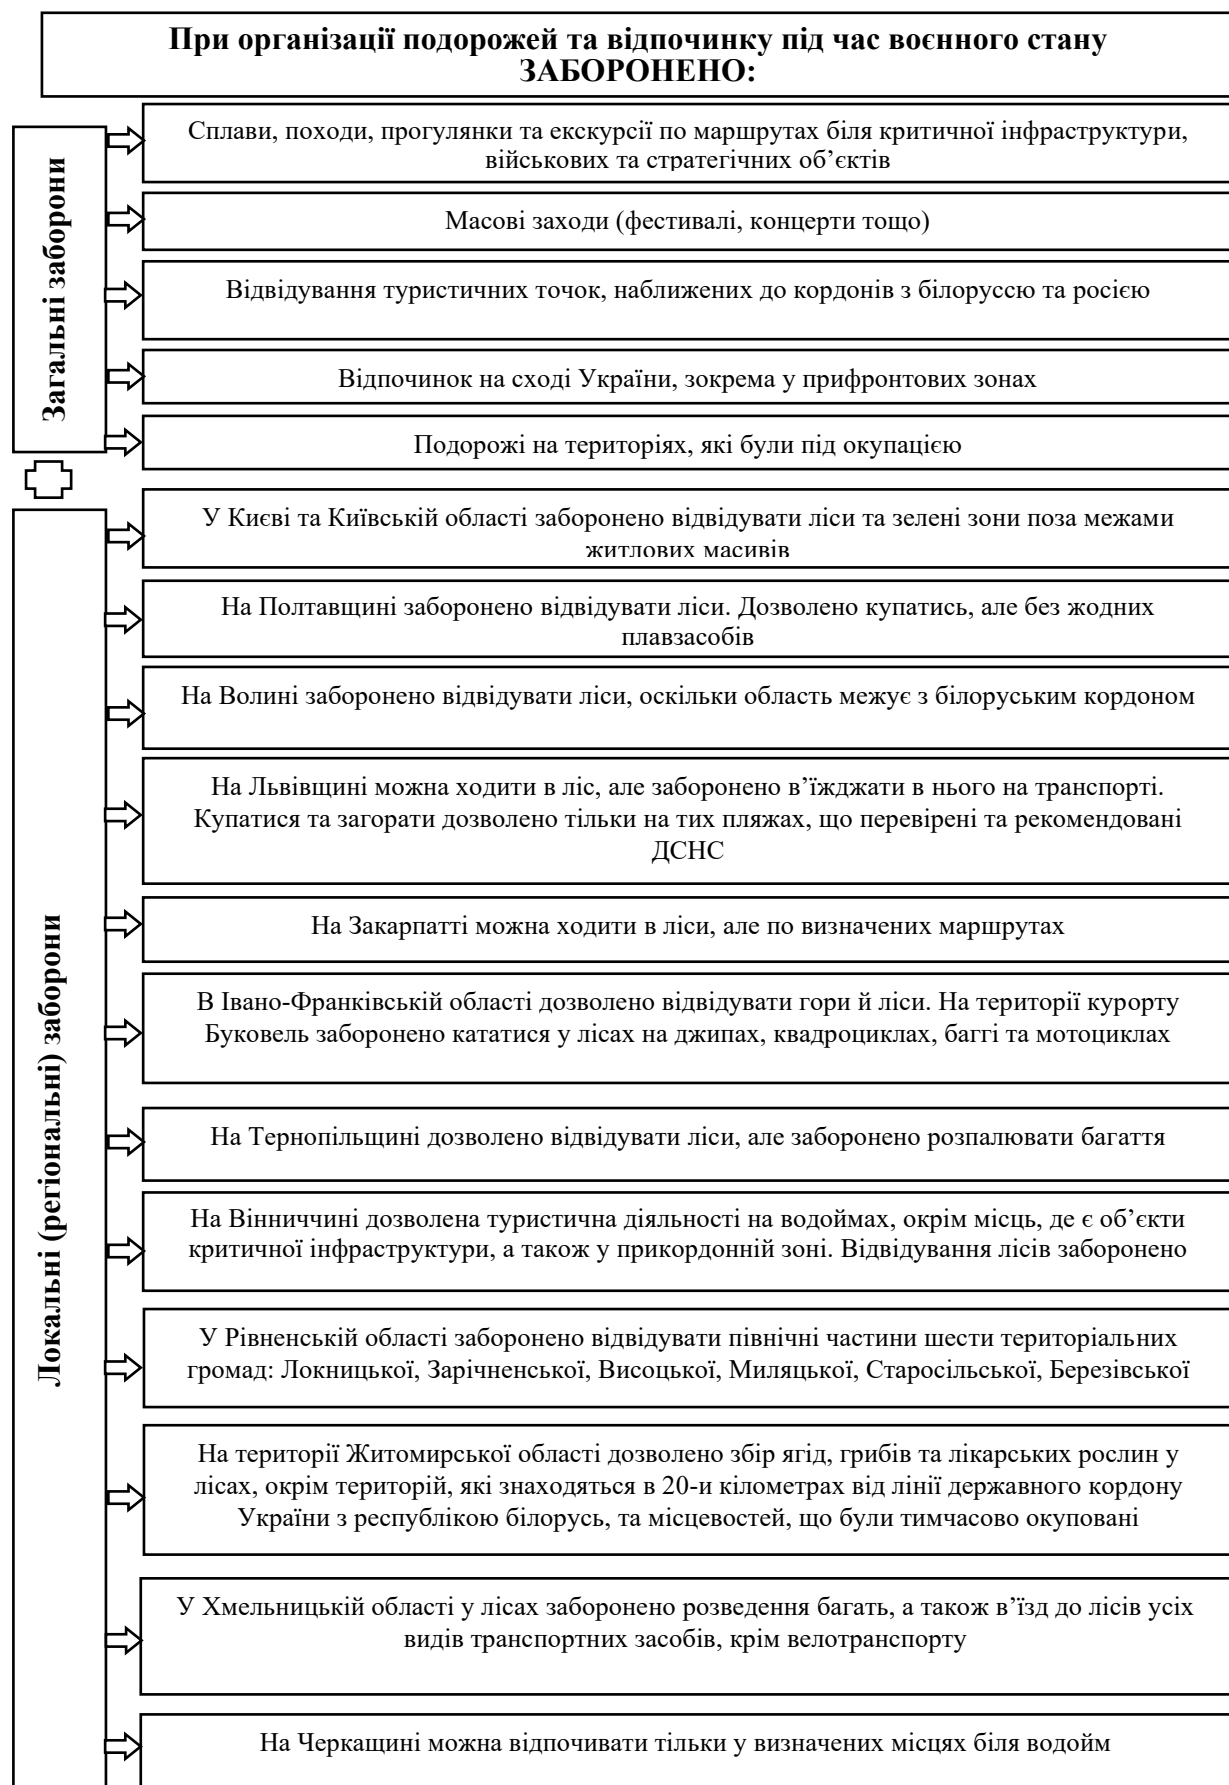 При організації подорожей та відпочинку під час воєнного стану
ЗАБОРОНЕНО:
Загальні заборони
Сплави, походи, прогулянки та екскурсії по маршрутах біля критичної інфраструктури,
військових та стратегічних об’єктів
Масові заходи (фестивалі, концерти тощо)
Відвідування туристичних точок, наближених до кордонів з білоруссю та росією
Відпочинок на сході України, зокрема у прифронтових зонах
Подорожі на територіях, які були під окупацією
Локальні (регіональні) заборони
У Києві та Київській області заборонено відвідувати ліси та зелені зони поза межами
житлових масивів
На Полтавщині заборонено відвідувати ліси. Дозволено купатись, але без жодних
плавзасобів
На Волині заборонено відвідувати ліси, оскільки область межує з білоруським кордоном
На Львівщині можна ходити в ліс, але заборонено в’їжджати в нього на транспорті.
Купатися та загорати дозволено тільки на тих пляжах, що перевірені та рекомендовані
ДСНС
На Закарпатті можна ходити в ліси, але по визначених маршрутах
В Івано-Франківській області дозволено відвідувати гори й ліси. На території курорту
Буковель заборонено кататися у лісах на джипах, квадроциклах, баггі та мотоциклах
На Тернопільщині дозволено відвідувати ліси, але заборонено розпалювати багаття
На Вінниччині дозволена туристична діяльності на водоймах, окрім місць, де є об’єкти
критичної інфраструктури, а також у прикордонній зоні. Відвідування лісів заборонено
У Рівненській області заборонено відвідувати північні частини шести територіальних
громад: Локницької, Зарічненської, Висоцької, Миляцької, Старосільської, Березівської
На території Житомирської області дозволено збір ягід, грибів та лікарських рослин у
лісах, окрім територій, які знаходяться в 20-и кілометрах від лінії державного кордону
України з республікою білорусь, та місцевостей, що були тимчасово окуповані
У Хмельницькій області у лісах заборонено розведення багать, а також в’їзд до лісів усіх
видів транспортних засобів, крім велотранспорту
На Черкащині можна відпочивати тільки у визначених місцях біля водойм